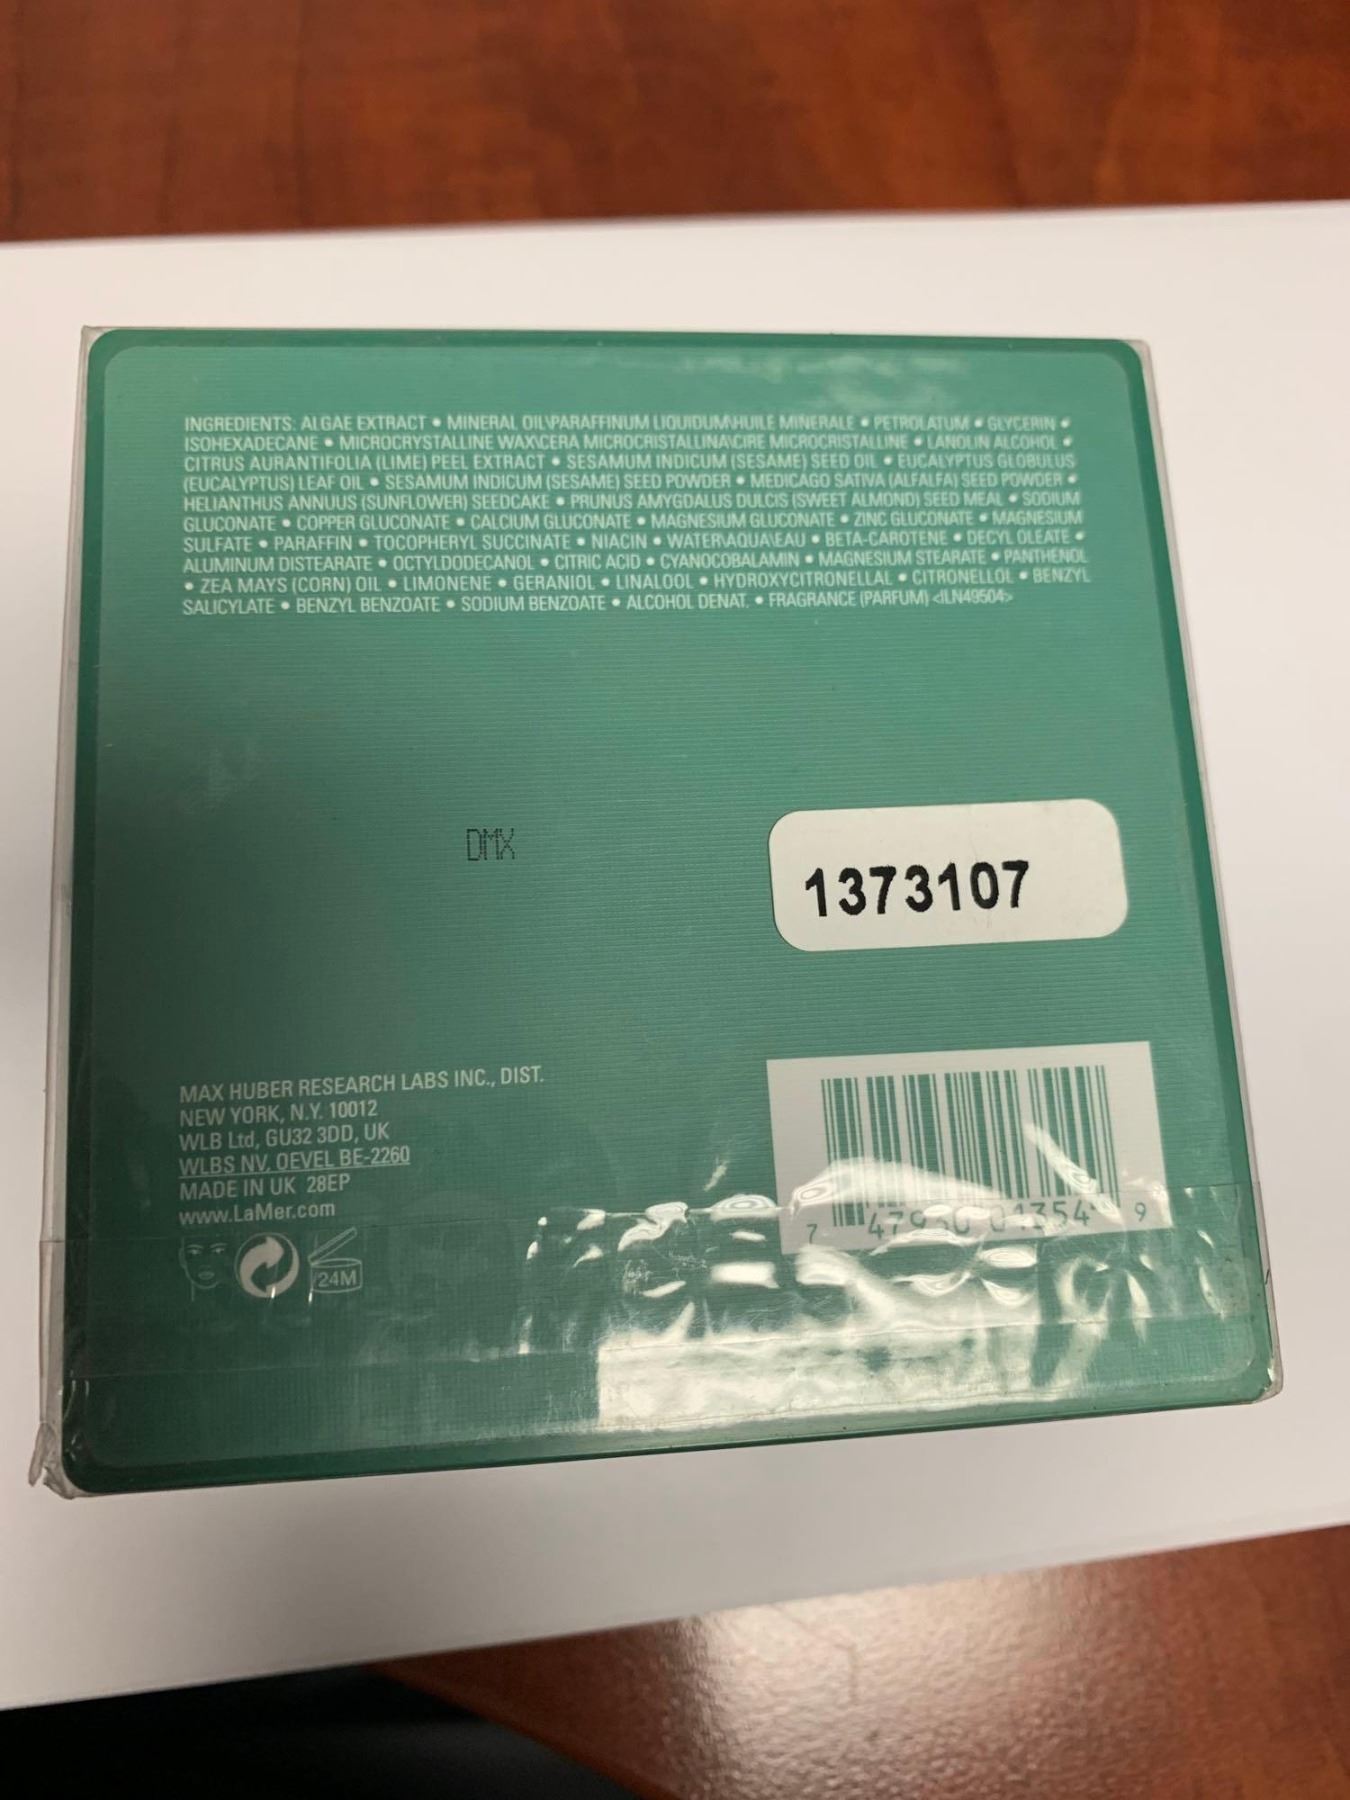 INGREDIENTS: ALGAE EXTRACT • MINERAL OIL\PARAFFINUM LIQUIDUM\HUILE MINERALE • PETROLATUM • GLYCERIN •
ISOHEXADECANE • MICROCRYSTALLINE WAX\CERA MICROCRISTALLINA\CIRE MICROCRISTALLINE • LANOLIN ALCOHOL •
CITRUS AURANTIFOLIA (LIME) PEEL EXTRACT • SESAMUM INDICUM (SESAME) SEED OIL • EUCALYPTUS GLOBULUS
(EUCALYPTUS) LEAF OIL • SESAMUM INDICUM (SESAME) SEED POWDER • MEDICAGO SATIVA (ALFALFA) SEED POWDER •
HELIANTHUS ANNUUS (SUNFLOWER) SEEDCAKE • PRUNUS AMYGDALUS DULCIS (SWEET ALMOND) SEED MEAL • SODIUM
GLUCONATE • COPPER GLUCONATE • CALCIUM GLUCONATE • MAGNESIUM GLUCONATE • ZINC GLUCONATE • MAGNESIUM
SULFATE • PARAFFIN • TOCOPHERYL SUCCINATE • NIACIN • WATER\AQUA\EAU • BETA-CAROTENE • DECYL OLEATE •
ALUMINUM DISTEARATE • OCTYLDODECANOL • CITRIC ACID • CYANOCOBALAMIN • MAGNESIUM STEARATE • PANTHENOL
• ZEA MAYS (CORN) OIL • LIMONENE • GERANIOL • LINALOOL • HYDROXYCITRONELLAL • CITRONELLOL • BENZYL
SALICYLATE • BENZYL BENZOATE • SODIUM BENZOATE • ALCOHOL DENAT. • FRAGRANCE (PARFUM) <ILN49504>
DMX
1373107
MAX HUBER RESEARCH LABS INC., DIST.
NEW YORK, N.Y. 10012
WLB Ltd, GU32 3DD, UK
WLBS NV, OEVEL BE-2260
MADE IN UK 28EP
www.LaMer.com
24M
7 47930 01354 9